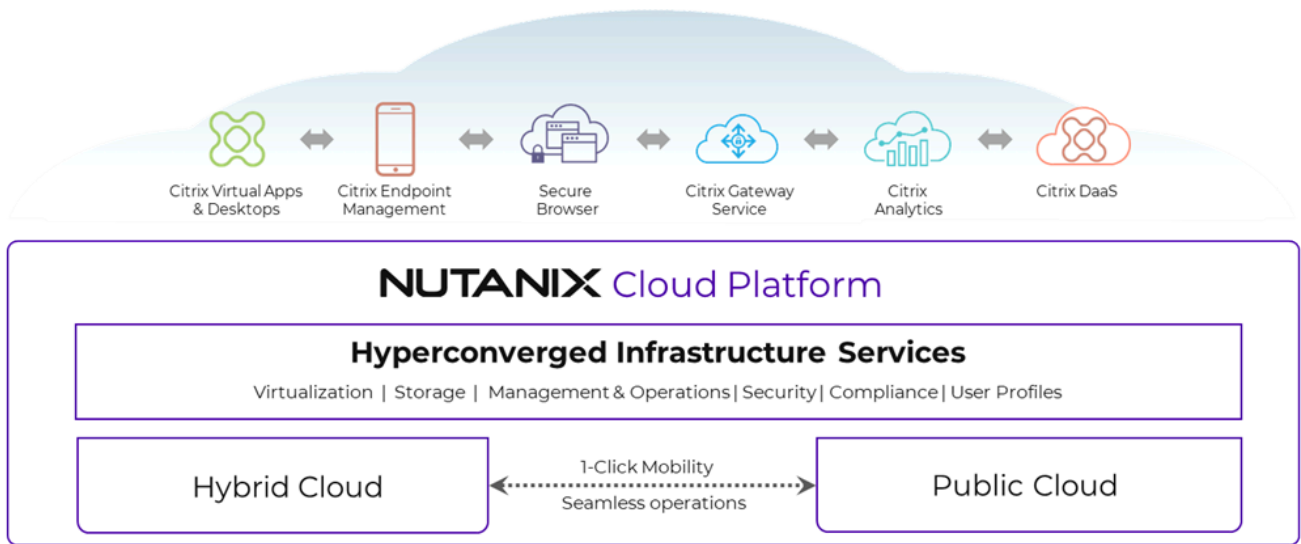 Citrix Virtual Apps
& Desktops
Citrix Endpoint
Management
Secure
Browser
Citrix Gateway
Service
Citrix
Analytics
Citrix DaaS
NUTANIX Cloud Platform
Hyperconverged Infrastructure Services
Virtualization | Storage | Management & Operations | Security | Compliance | User Profiles
Hybrid Cloud
1-Click Mobility
Seamless operations
Public Cloud